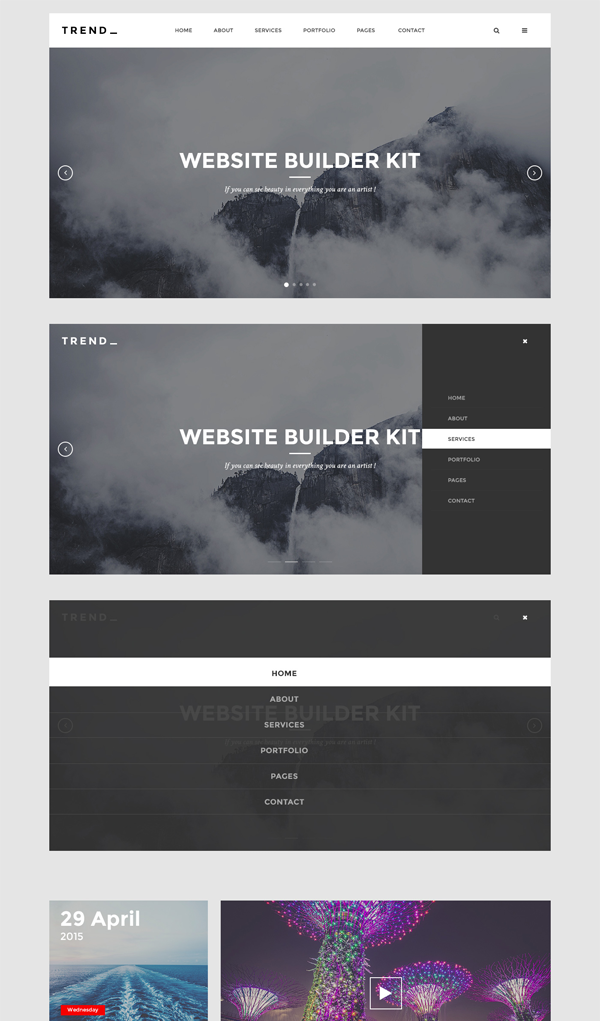 TREND_
HOME ABOUT SERVICES PORTFOLIO PAGES CONTACT
WEBSITE BUILDER KIT
If you can see beauty in everything you are an artist !
TREND_
WEBSITE BUILDER KIT
If you can see beauty in everything you are an artist !
HOME
ABOUT
SERVICES
PORTFOLIO
PAGES
CONTACT
TREND_
HOME
ABOUT
WEBSITE BUILDER KIT
SERVICES
If you can see beauty in everything you are an artist !
PORTFOLIO
PAGES
CONTACT
29 April
2015
Wednesday